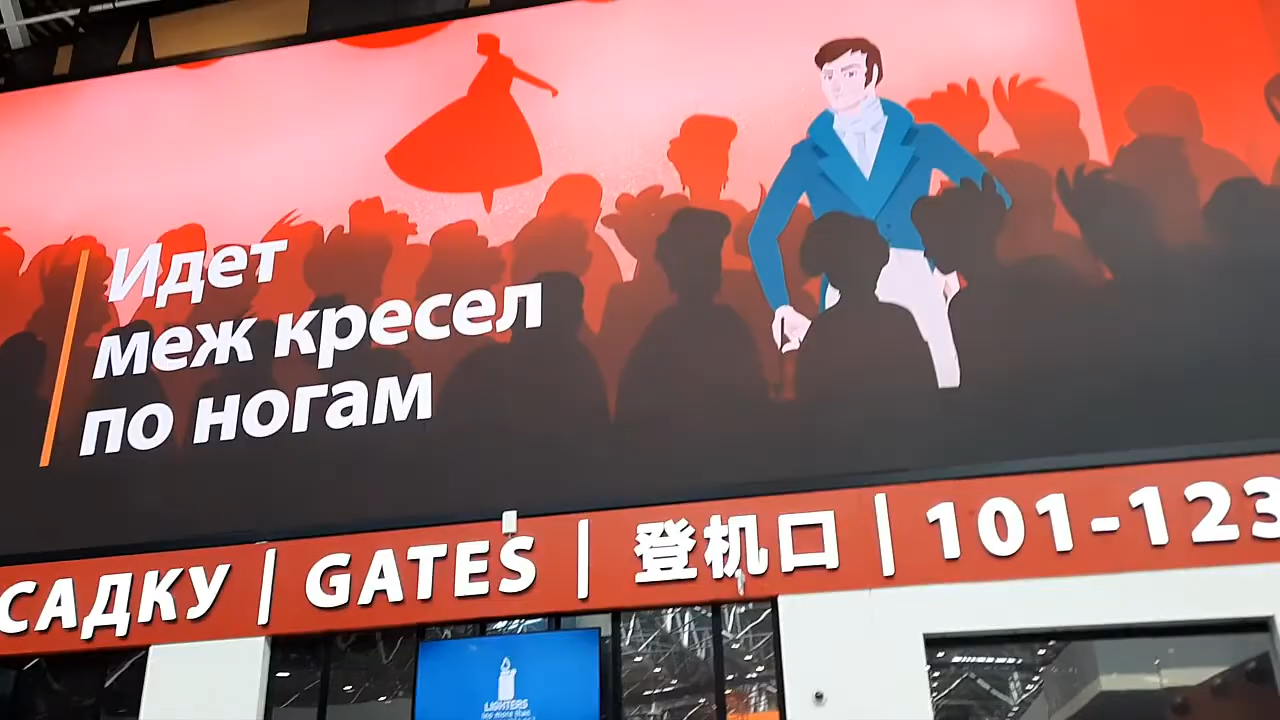 Идет
меж кресел
по ногам
САДКУ | GATES | 登机口 | 101-123
LIGHTERS